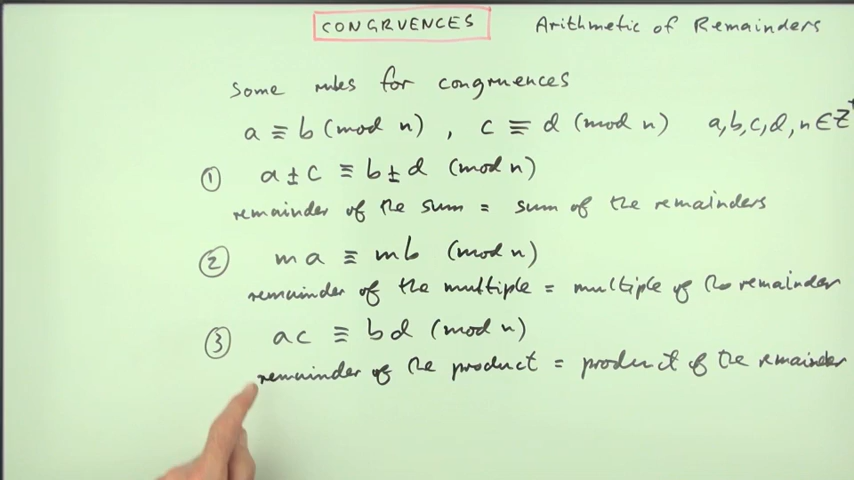 CONGRUENCES Arithmetic of Remainders
Some rules for congruences
a ≡ b (mod n) , c ≡ d (mod n) a,b,c,d,n ∈ Z⁺
① a ± c ≡ b ± d (mod n)
remainder of the sum = sum of the remainders
② ma ≡ mb (mod n)
remainder of the multiple = multiple of the remainder
③ ac ≡ bd (mod n)
remainder of the product = product of the remainder